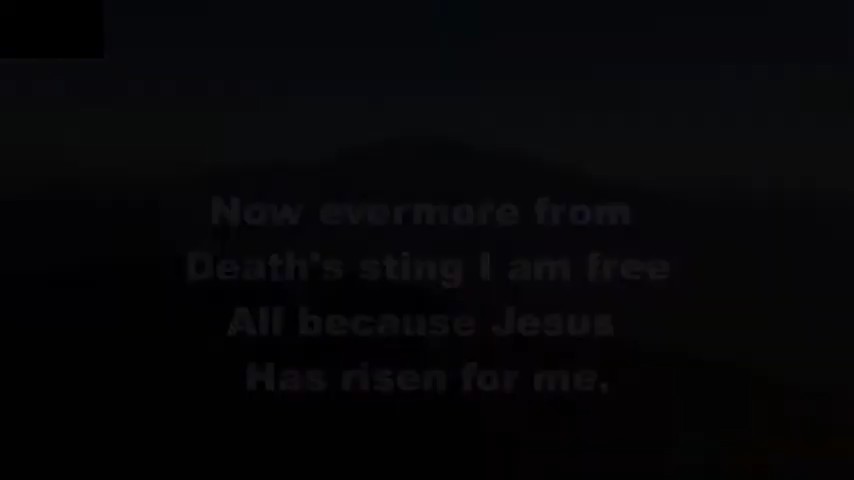 Now evermore from
Death's sting I am free
All because Jesus
Has risen for me.